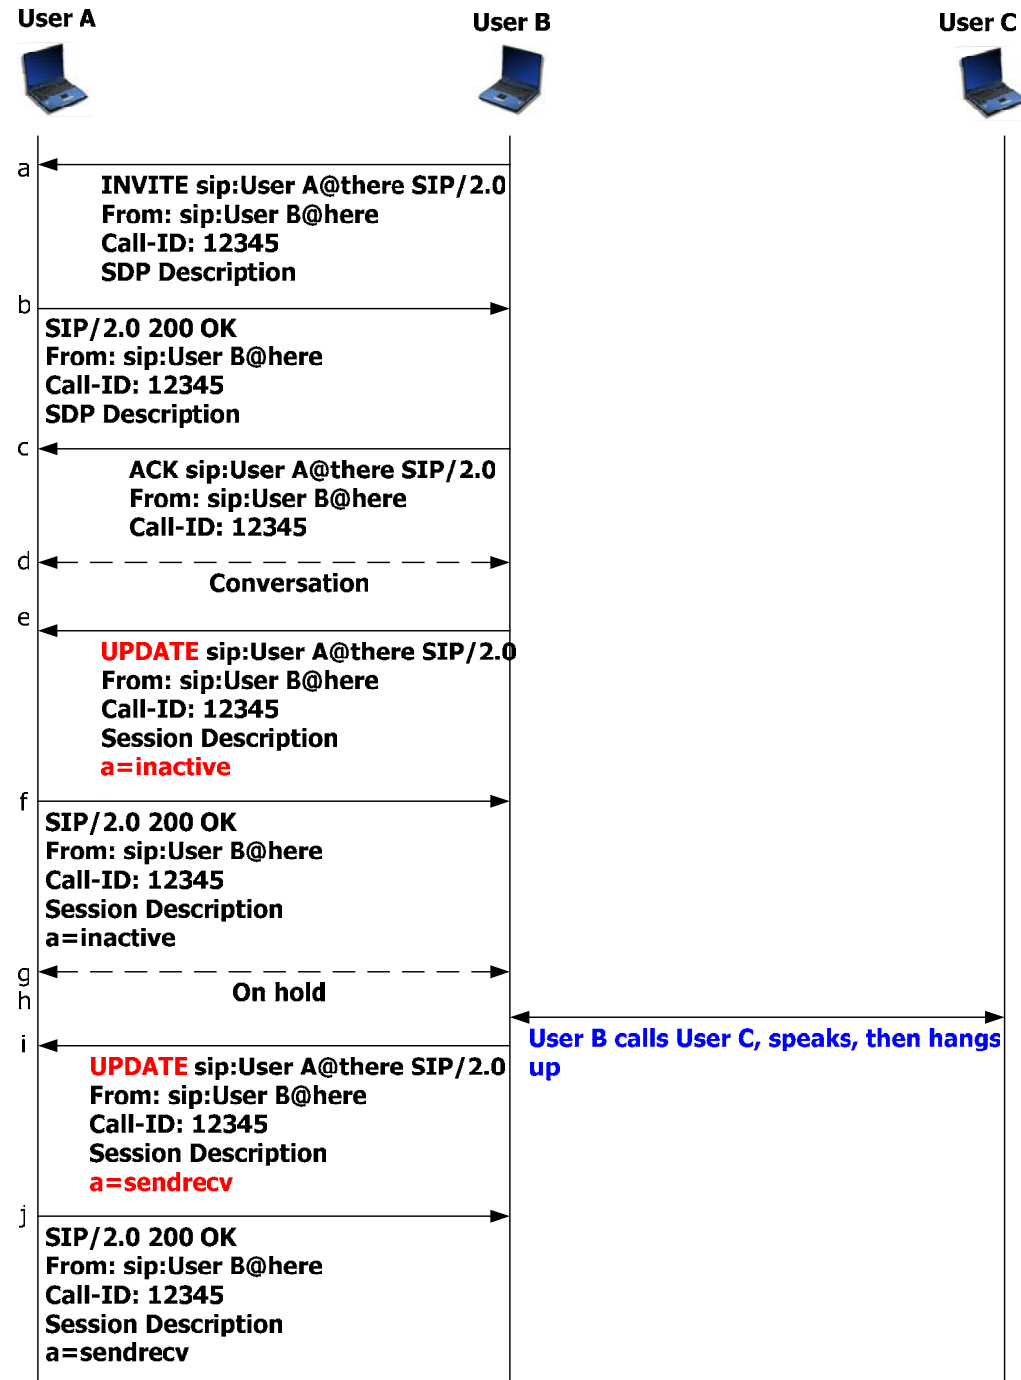 User A
User B
User C
a
INVITE sip:User A@there SIP/2.0
From: sip:User B@here
Call-ID: 12345
SDP Description
b
SIP/2.0 200 OK
From: sip:User B@here
Call-ID: 12345
SDP Description
c
ACK sip:User A@there SIP/2.0
From: sip:User B@here
Call-ID: 12345
d
Conversation
e
UPDATE sip:User A@there SIP/2.0
From: sip:User B@here
Call-ID: 12345
Session Description
a=inactive
f
SIP/2.0 200 OK
From: sip:User B@here
Call-ID: 12345
Session Description
a=inactive
g
On hold
h
User B calls User C, speaks, then hangs
up
i
UPDATE sip:User A@there SIP/2.0
From: sip:User B@here
Call-ID: 12345
Session Description
a=sendrecv
j
SIP/2.0 200 OK
From: sip:User B@here
Call-ID: 12345
Session Description
a=sendrecv